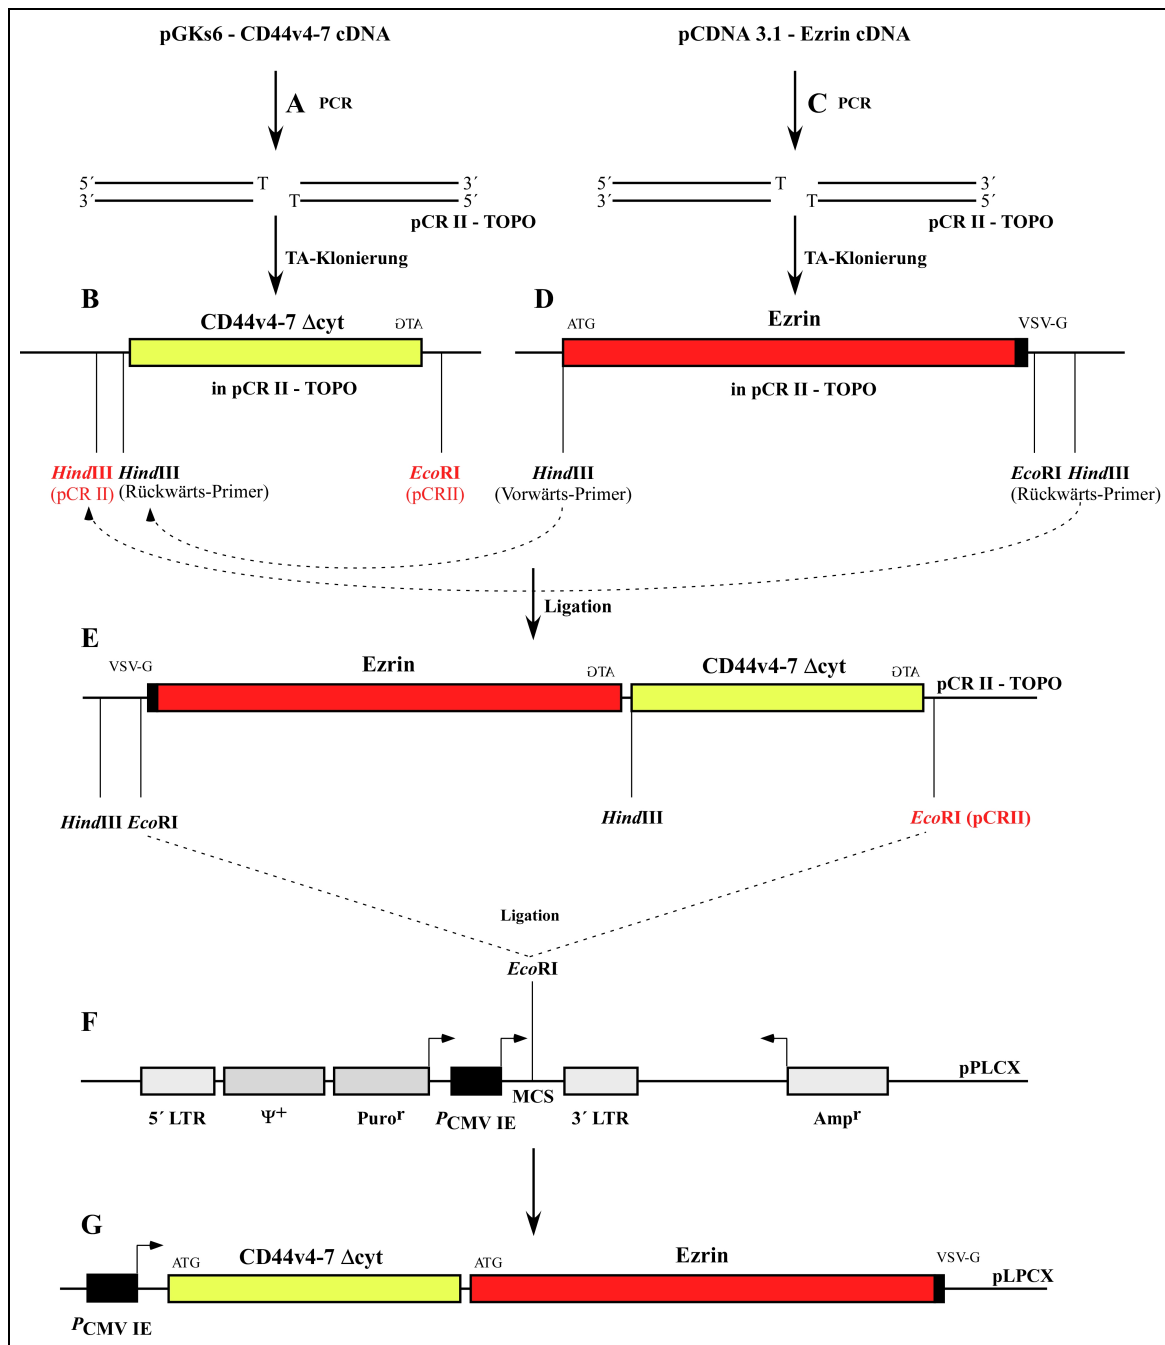 pGKs6 - CD44v4-7 cDNA
pCDNA 3.1 - Ezrin cDNA
A PCR
C PCR
5´ T 3´
3´ T 5´
pCR II - TOPO
5´ T 3´
3´ T 5´
pCR II - TOPO
TA-Klonierung
TA-Klonierung
B
CD44v4-7 Δcyt
ATG
in pCR II - TOPO
HindIII
(pCR II)
HindIII
(Rückwärts-Primer)
EcoRI
(pCRII)
D
ATG
Ezrin
VSV-G
in pCR II - TOPO
HindIII
(Vorwärts-Primer)
EcoRI HindIII
(Rückwärts-Primer)
Ligation
E
VSV-G
Ezrin
ATG
CD44v4-7 Δcyt
ATG
pCR II - TOPO
HindIII EcoRI
HindIII
EcoRI (pCRII)
Ligation
EcoRI
F
pPLCX
5´ LTR
Ψ+
Puror
PCMV IE
MCS
3´ LTR
Ampr
G
ATG
CD44v4-7 Δcyt
ATG
Ezrin
VSV-G
pLPCX
PCMV IE